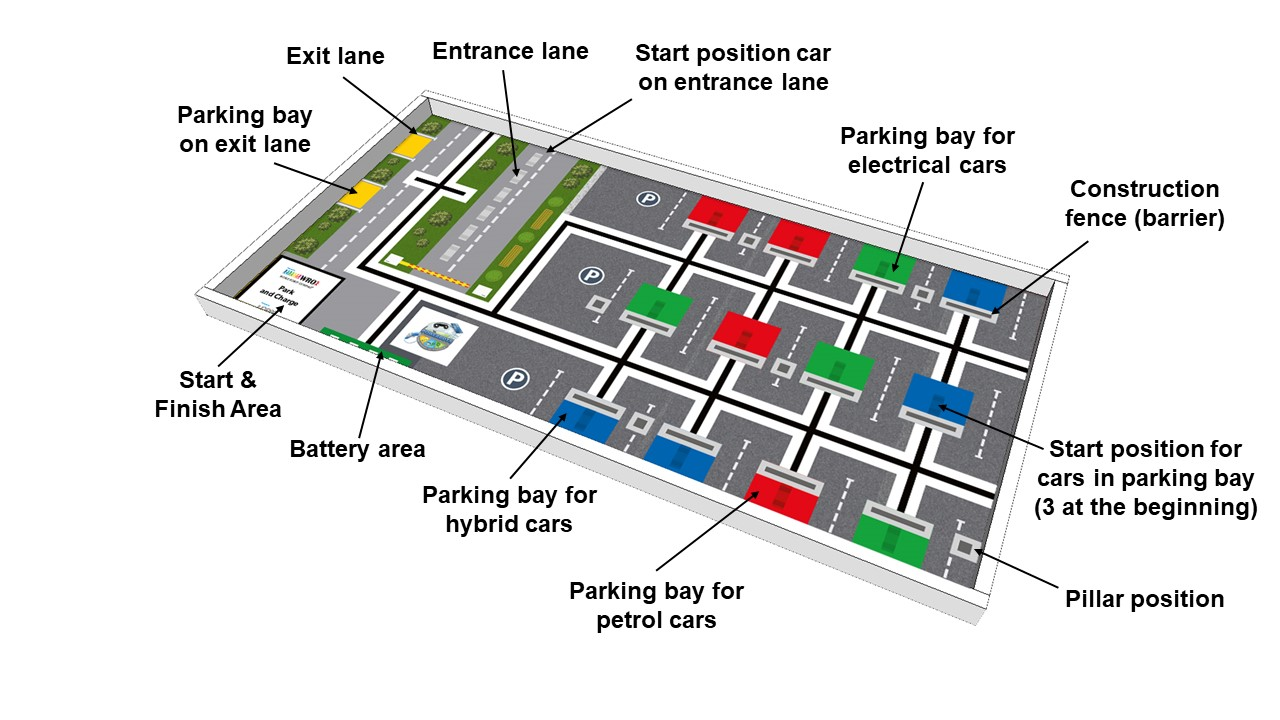 Exit lane
Entrance lane
Start position car
on entrance lane
Parking bay
on exit lane
Parking bay for
electrical cars
Construction
fence (barrier)
P
P
P
WRO
Park
and Charge
Start &
Finish Area
Battery area
Parking bay for
hybrid cars
Start position for
cars in parking bay
(3 at the beginning)
Parking bay for
petrol cars
Pillar position